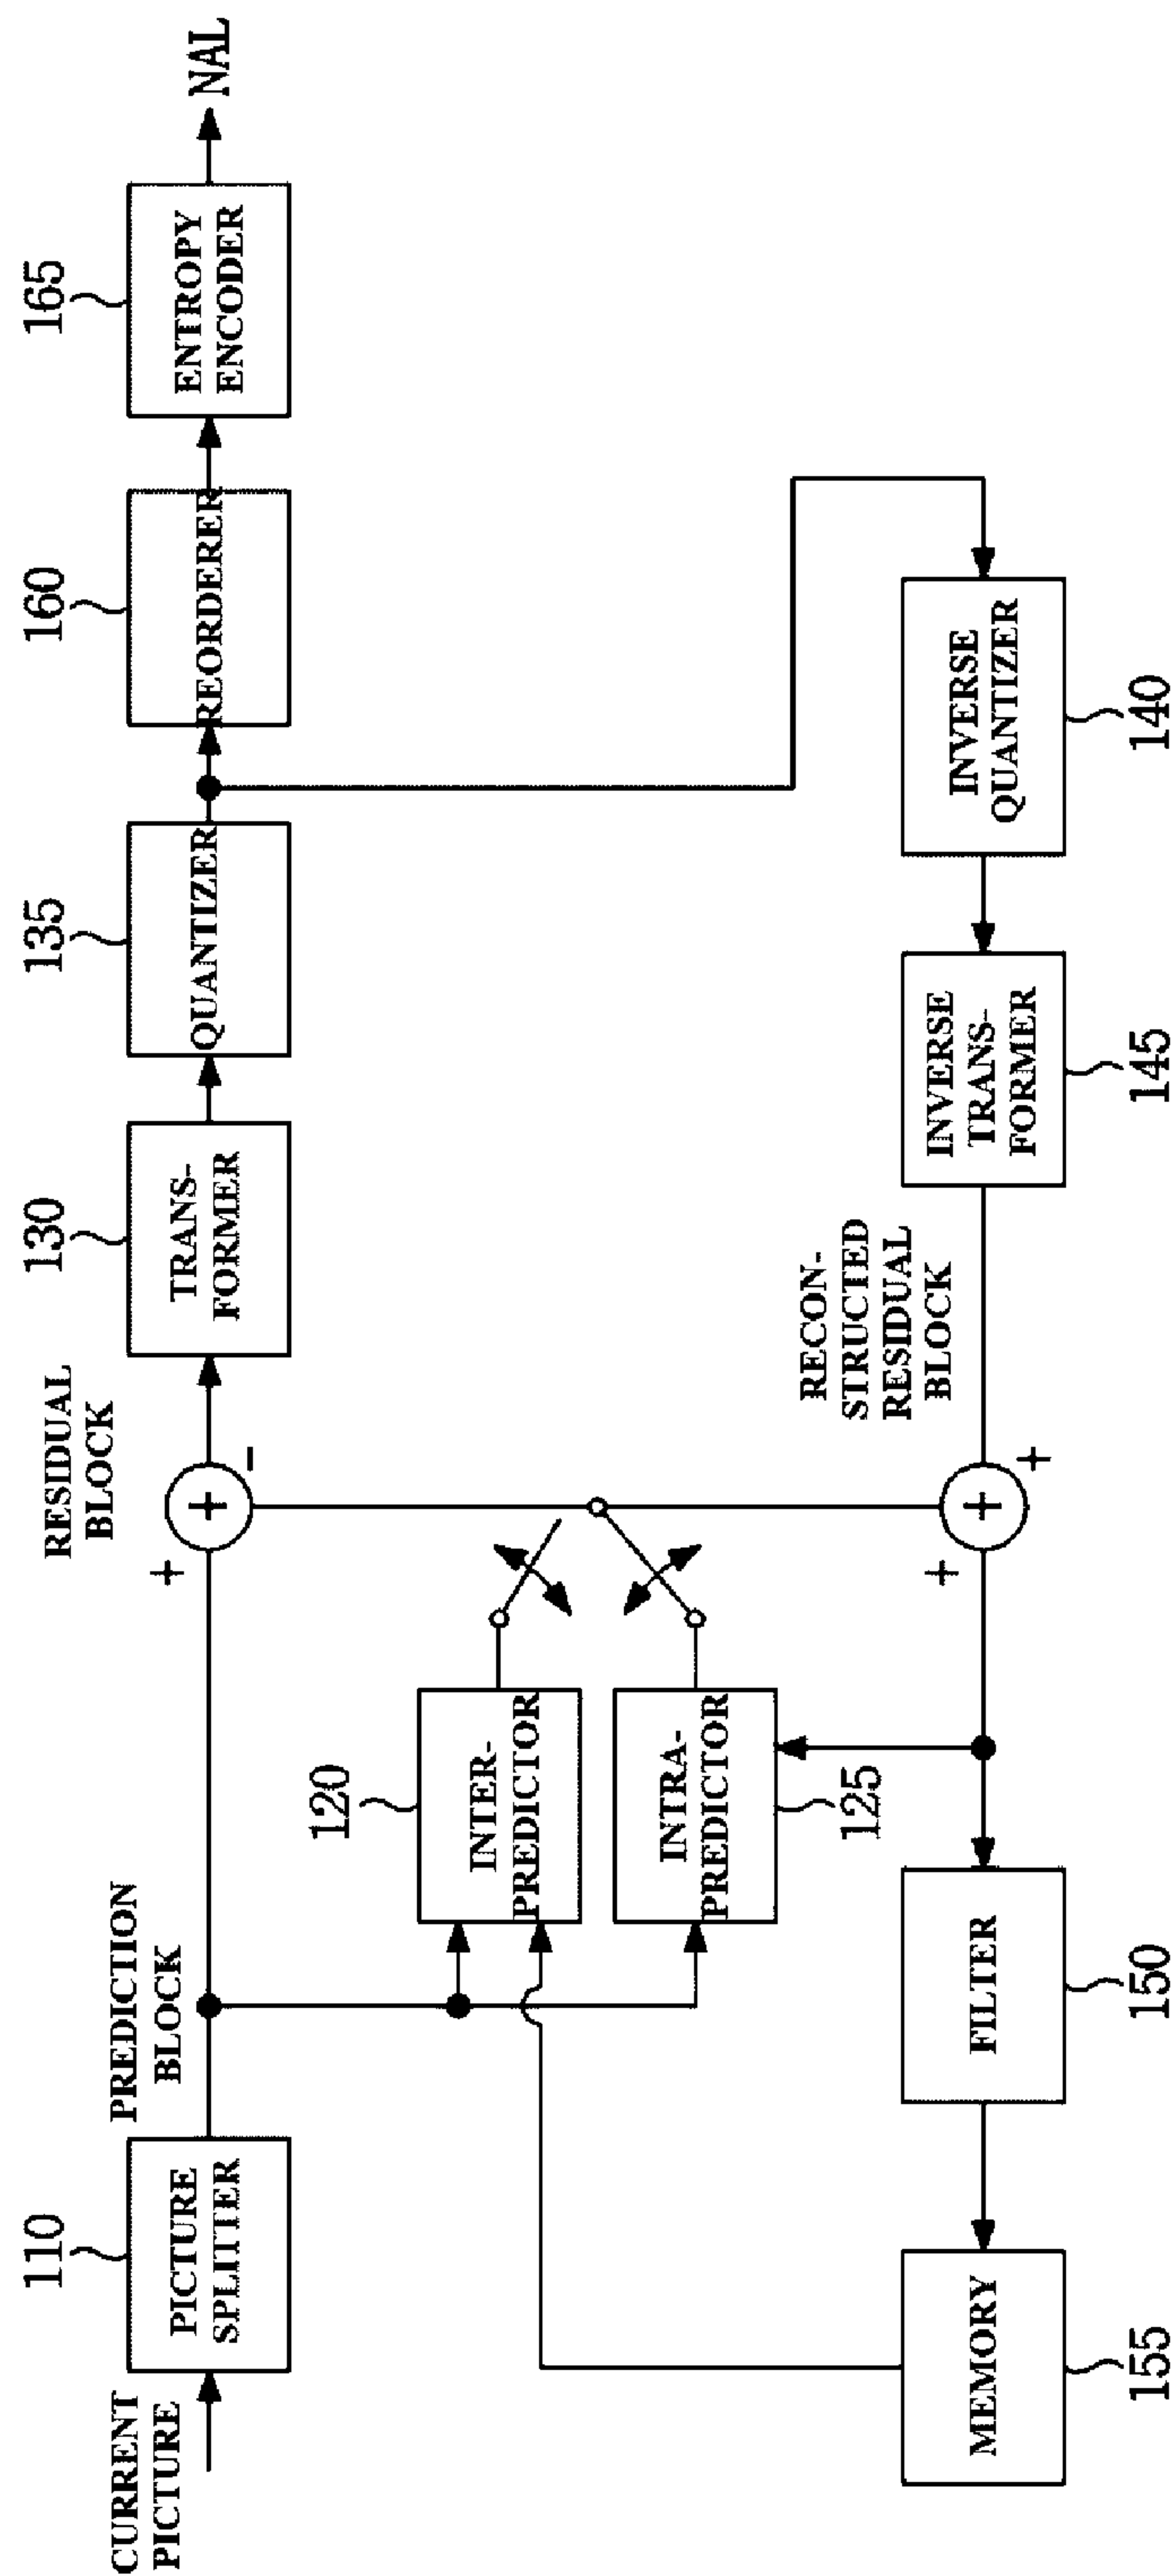 CURRENT
PICTURE
110
PICTURE
SPLITTER
PREDICTION
BLOCK
+
+
-
RESIDUAL
BLOCK
130
TRANS-
FORMER
135
QUANTIZER
160
REORDERER
165
ENTROPY
ENCODER
NAL
120
INTER-
PREDICTOR
INTRA-
PREDICTOR
125
MEMORY
155
FILTER
150
+
+
+
RECON-
STRUCTED
RESIDUAL
BLOCK
INVERSE
TRANS-
FORMER
145
INVERSE
QUANTIZER
140